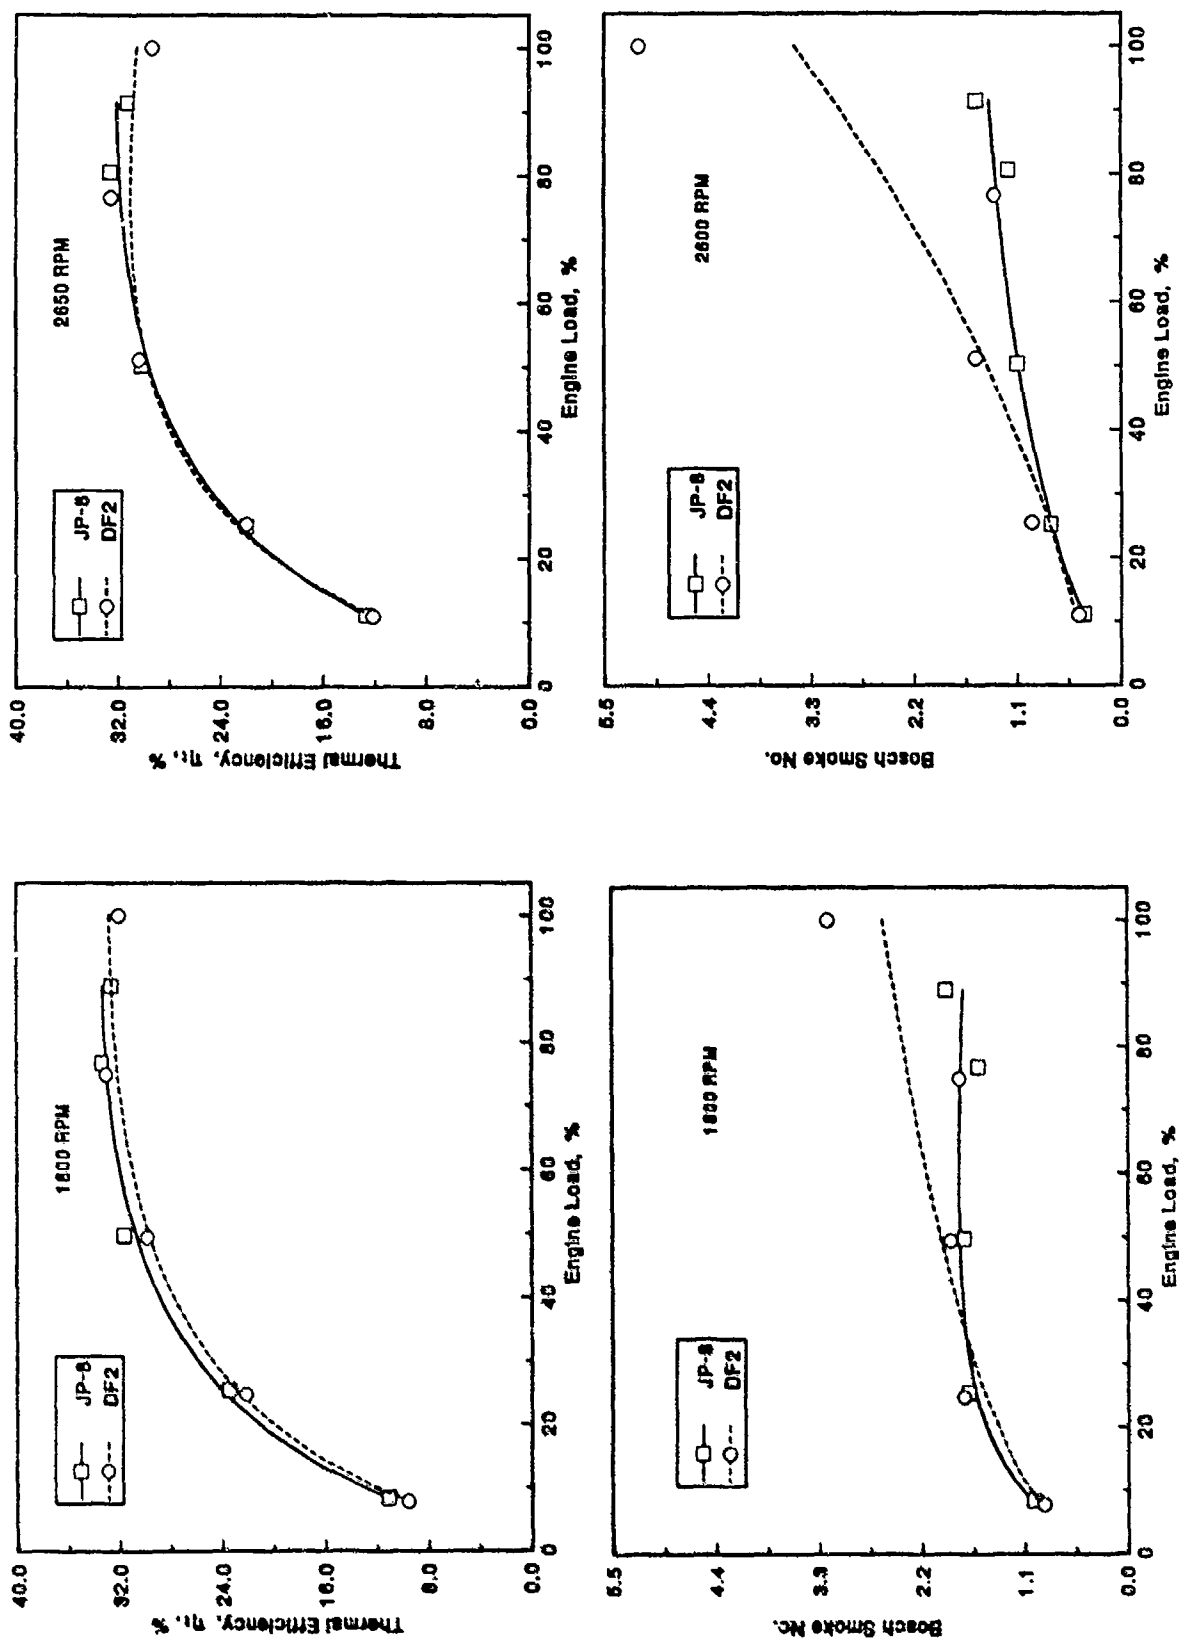 40.0
32.0
24.0
16.0
8.0
0.0
Thermal Efficiency, ηt, %
JP-8
DF2
1600 RPM
0
20
40
60
80
100
Engine Load, %
40.0
32.0
24.0
16.0
8.0
0.0
Thermal Efficiency, ηt, %
JP-8
DF2
2650 RPM
0
20
40
60
80
100
Engine Load, %
5.5
4.4
3.3
2.2
1.1
0.0
Bosch Smoke No.
JP-8
DF2
1800 RPM
0
20
40
60
80
100
Engine Load, %
5.5
4.4
3.3
2.2
1.1
0.0
Bosch Smoke No.
JP-8
DF2
2600 RPM
0
20
40
60
80
100
Engine Load, %